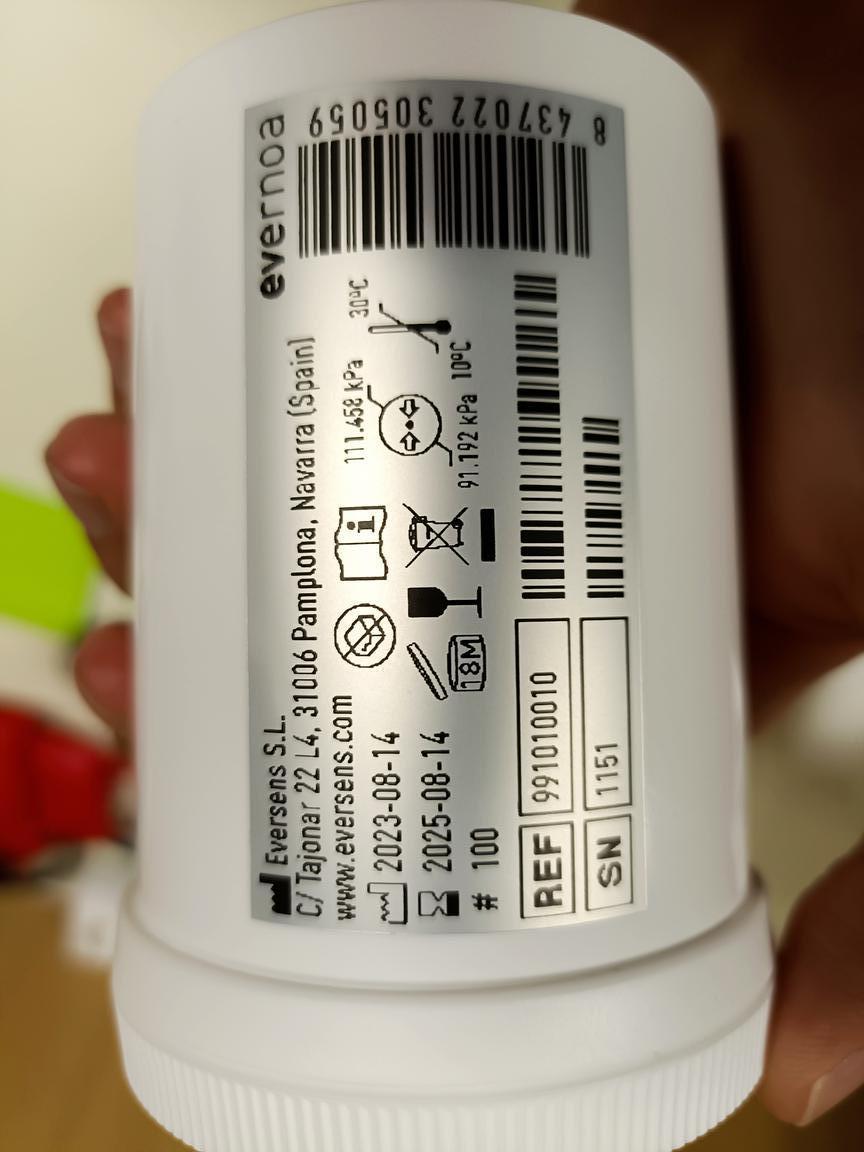 Eversens S.L.
C/ Tajonar 22 L4, 31006 Pamplona, Navarra (Spain)
www.eversens.com
evernoa
2023-08-14
2025-08-14
# 100
18M
111.458 kPa
91.192 kPa
30ºC
10ºC
REF 991010010
SN 1151
8 437022 305059